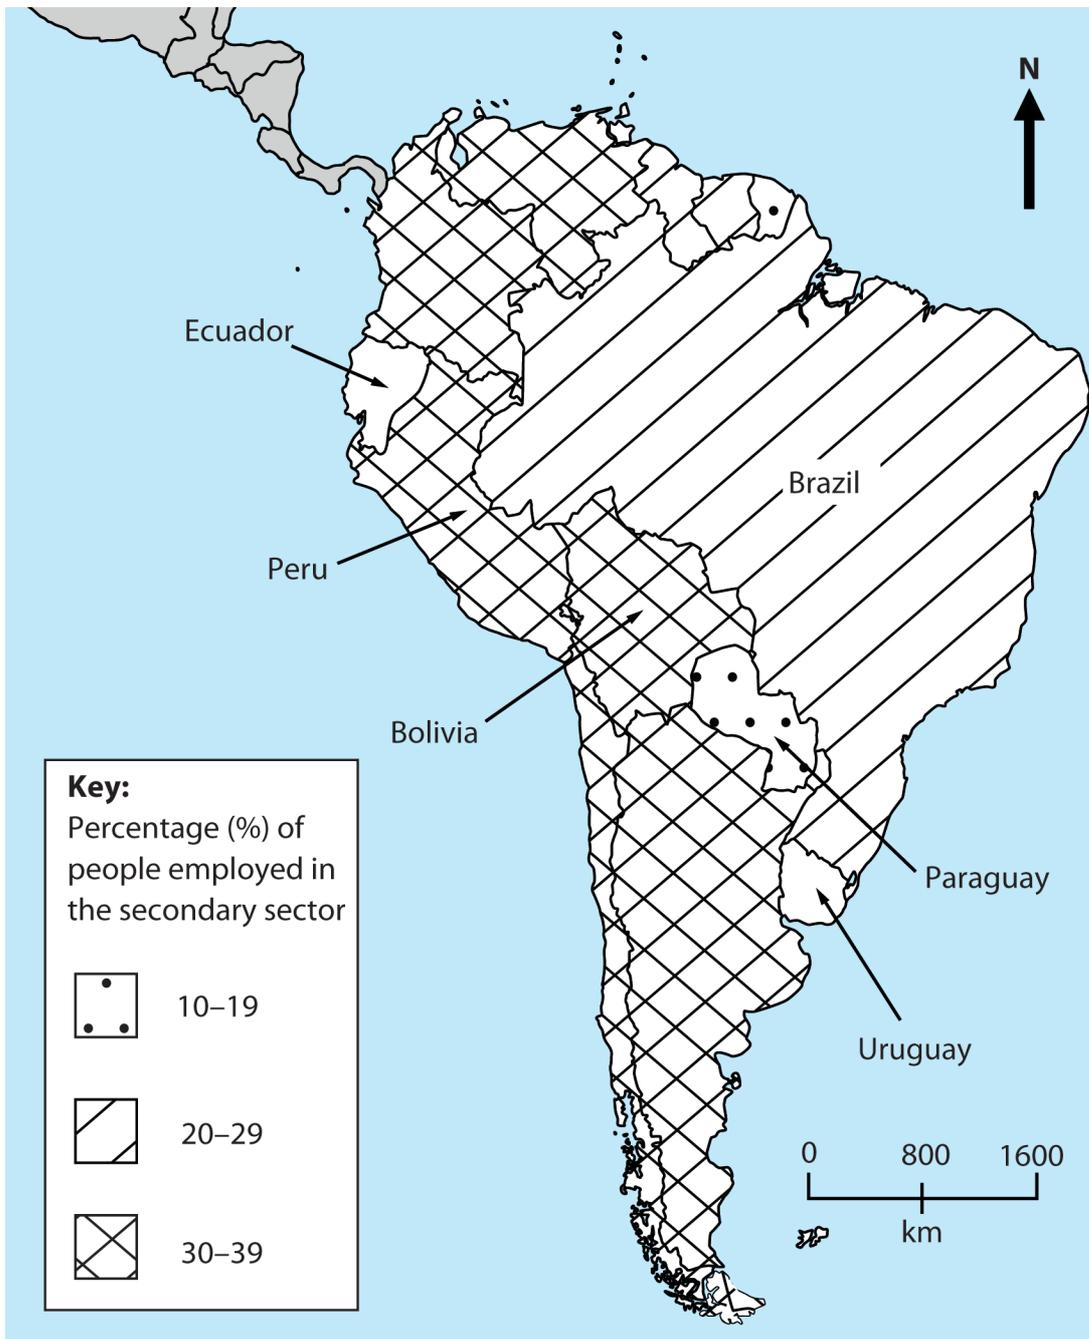 N
Ecuador
Brazil
Peru
Bolivia
Paraguay
Uruguay
Key:
Percentage (%) of
people employed in
the secondary sector
10–19
20–29
30–39
0 800 1600
km